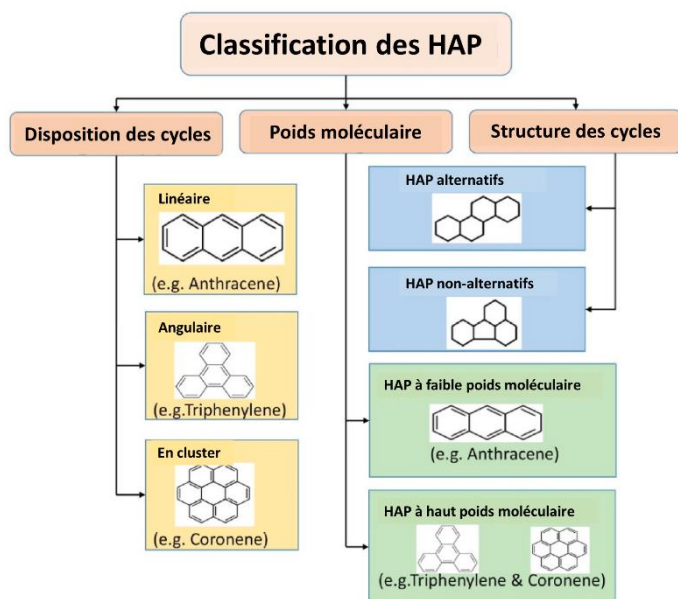 Classification des HAP
Disposition des cycles
Poids moléculaire
Structure des cycles
Linéaire
(e.g. Anthracene)
Angulaire
(e.g.Triphenylene)
En cluster
(e.g. Coronene)
HAP alternatifs
HAP non-alternatifs
HAP à faible poids moléculaire
(e.g. Anthracene)
HAP à haut poids moléculaire
(e.g.Triphenylene & Coronene)